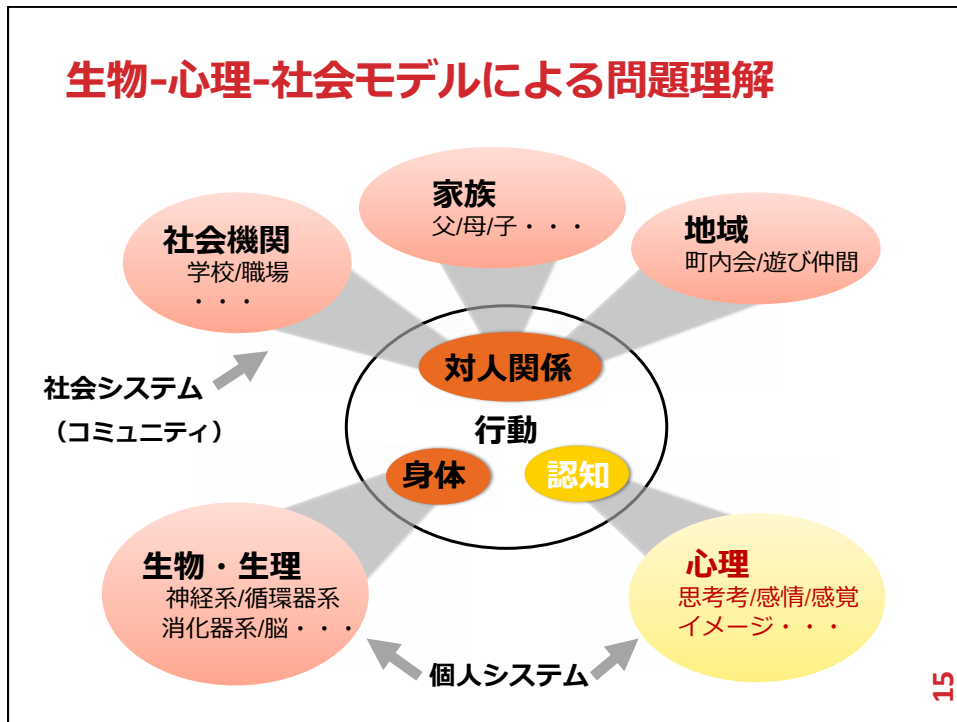 生物-心理-社会モデルによる問題理解
家族
父/母/子・・・
社会機関
学校/職場
・・・
地域
町内会/遊び仲間
対人関係
社会システム
（コミュニティ）
行動
身体
認知
生物・生理
神経系/循環器系
消化器系/脳・・・
心理
思考考/感情/感覚
イメージ・・・
個人システム
15